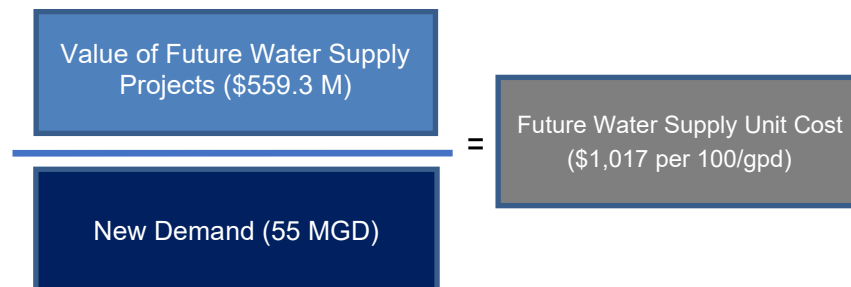 Value of Future Water Supply
Projects ($559.3 M)
=
Future Water Supply Unit Cost
($1,017 per 100/gpd)
New Demand (55 MGD)